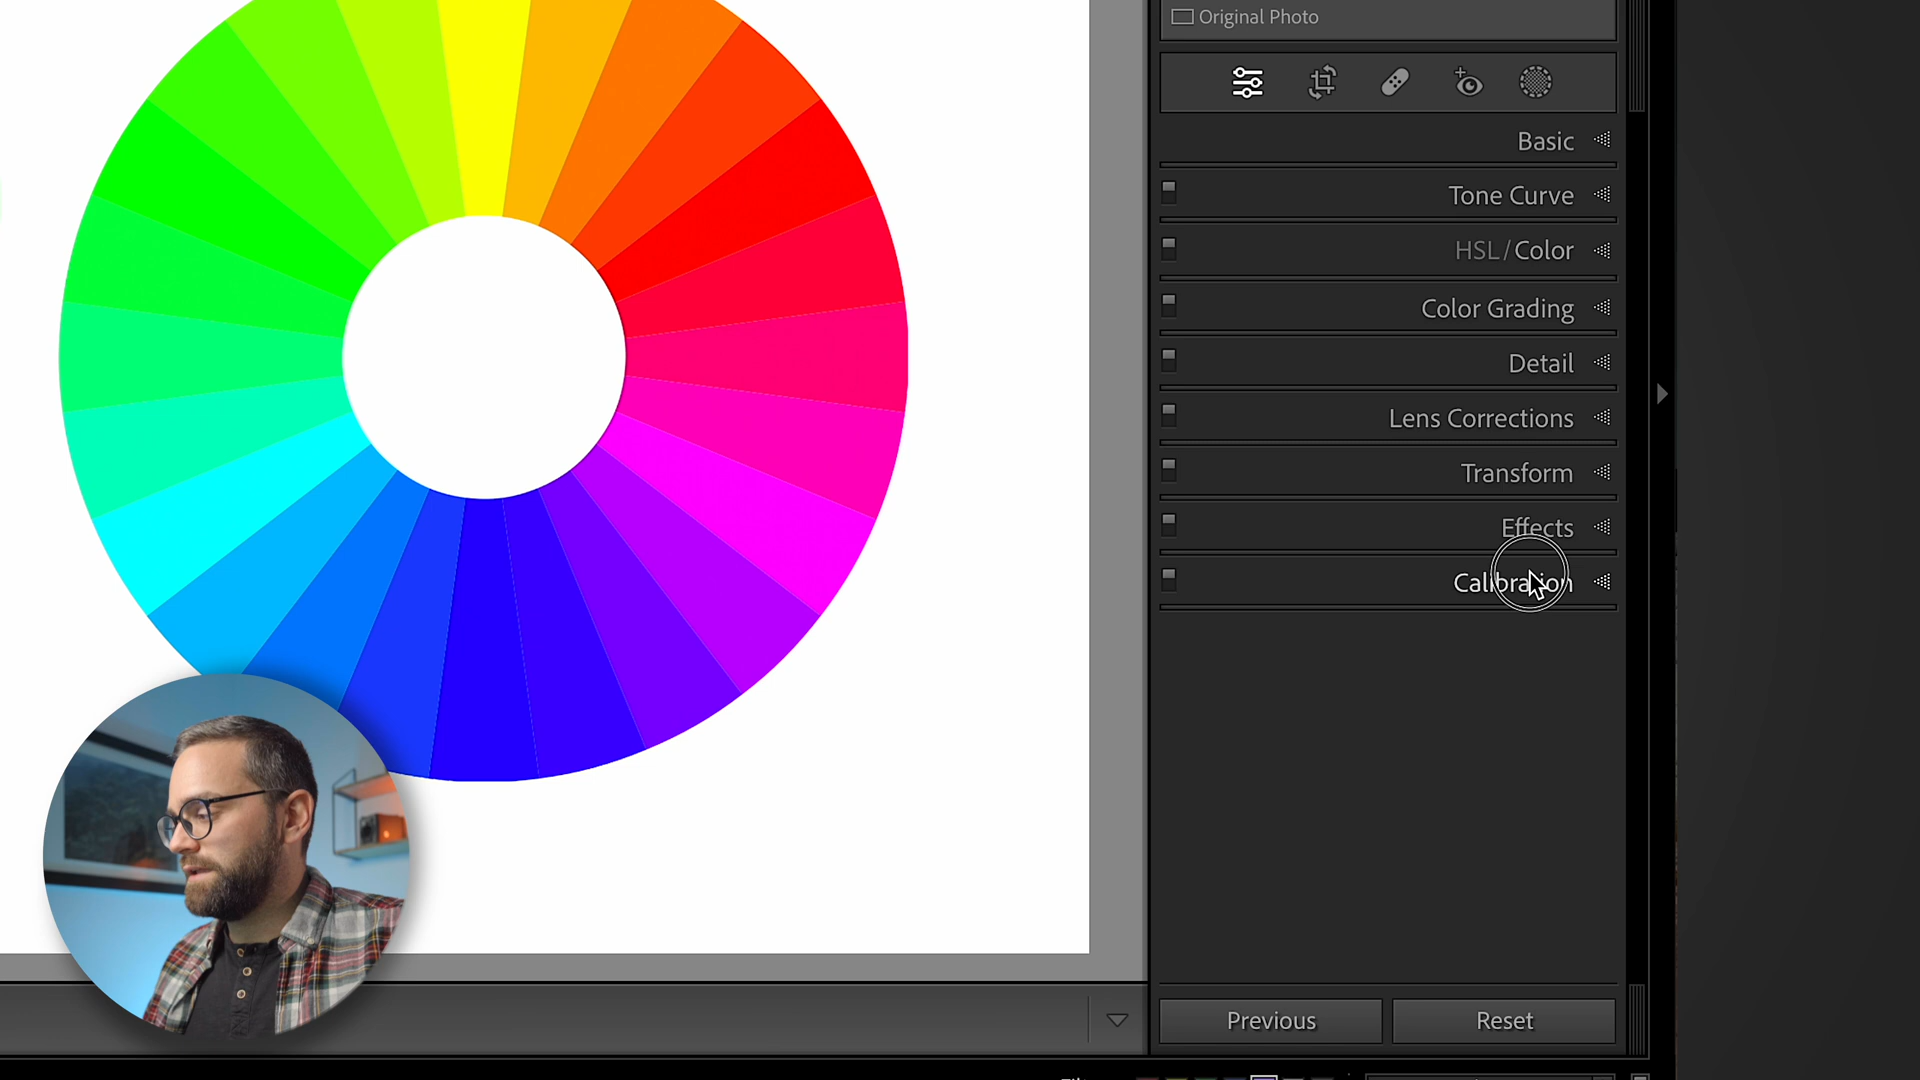 Original Photo
Basic
Tone Curve
HSL / Color
Color Grading
Detail
Lens Corrections
Transform
Effects
Calibration
Previous
Reset